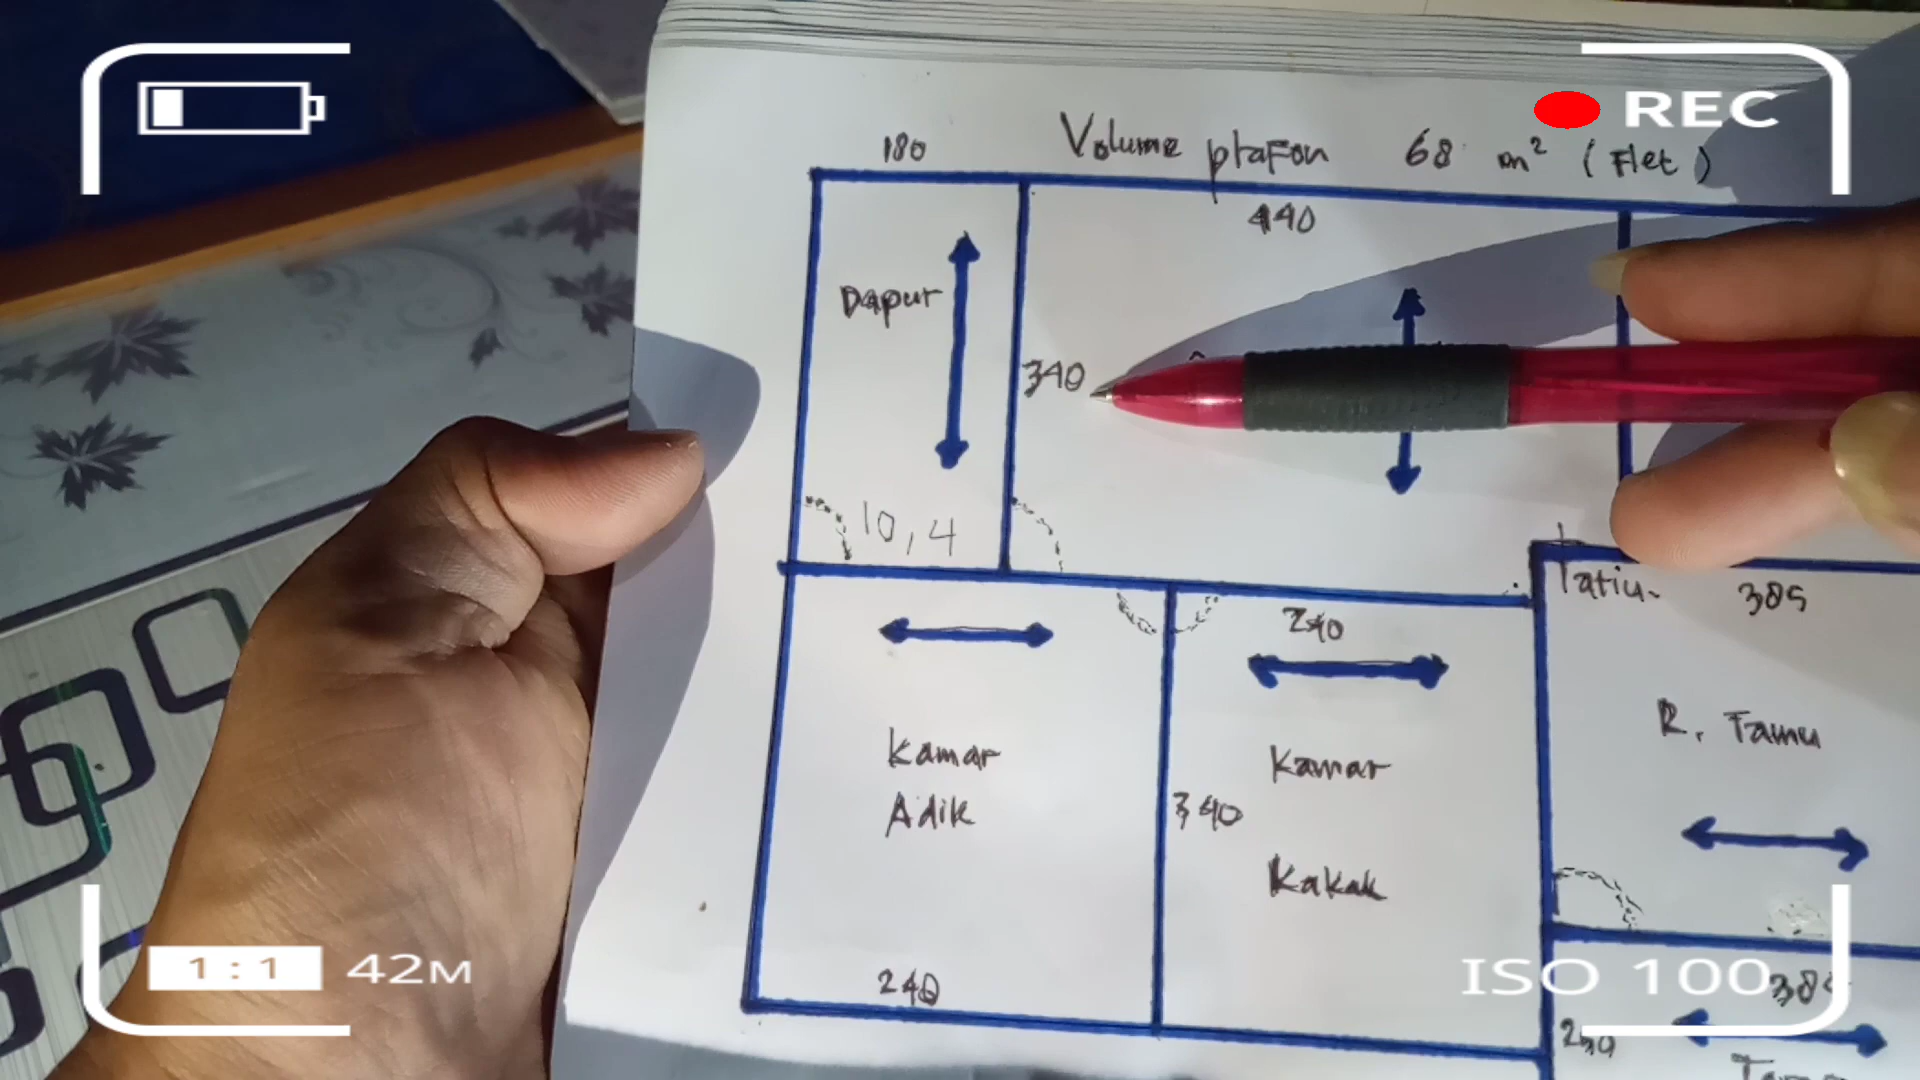 REC
180
Volume plafon 68 m² (Flet)
440
Dapur
340
10,4
385
240
R. Tamu
Kamar
Adik
Kamar
Kakak
340
240
1:1 42M
ISO 100